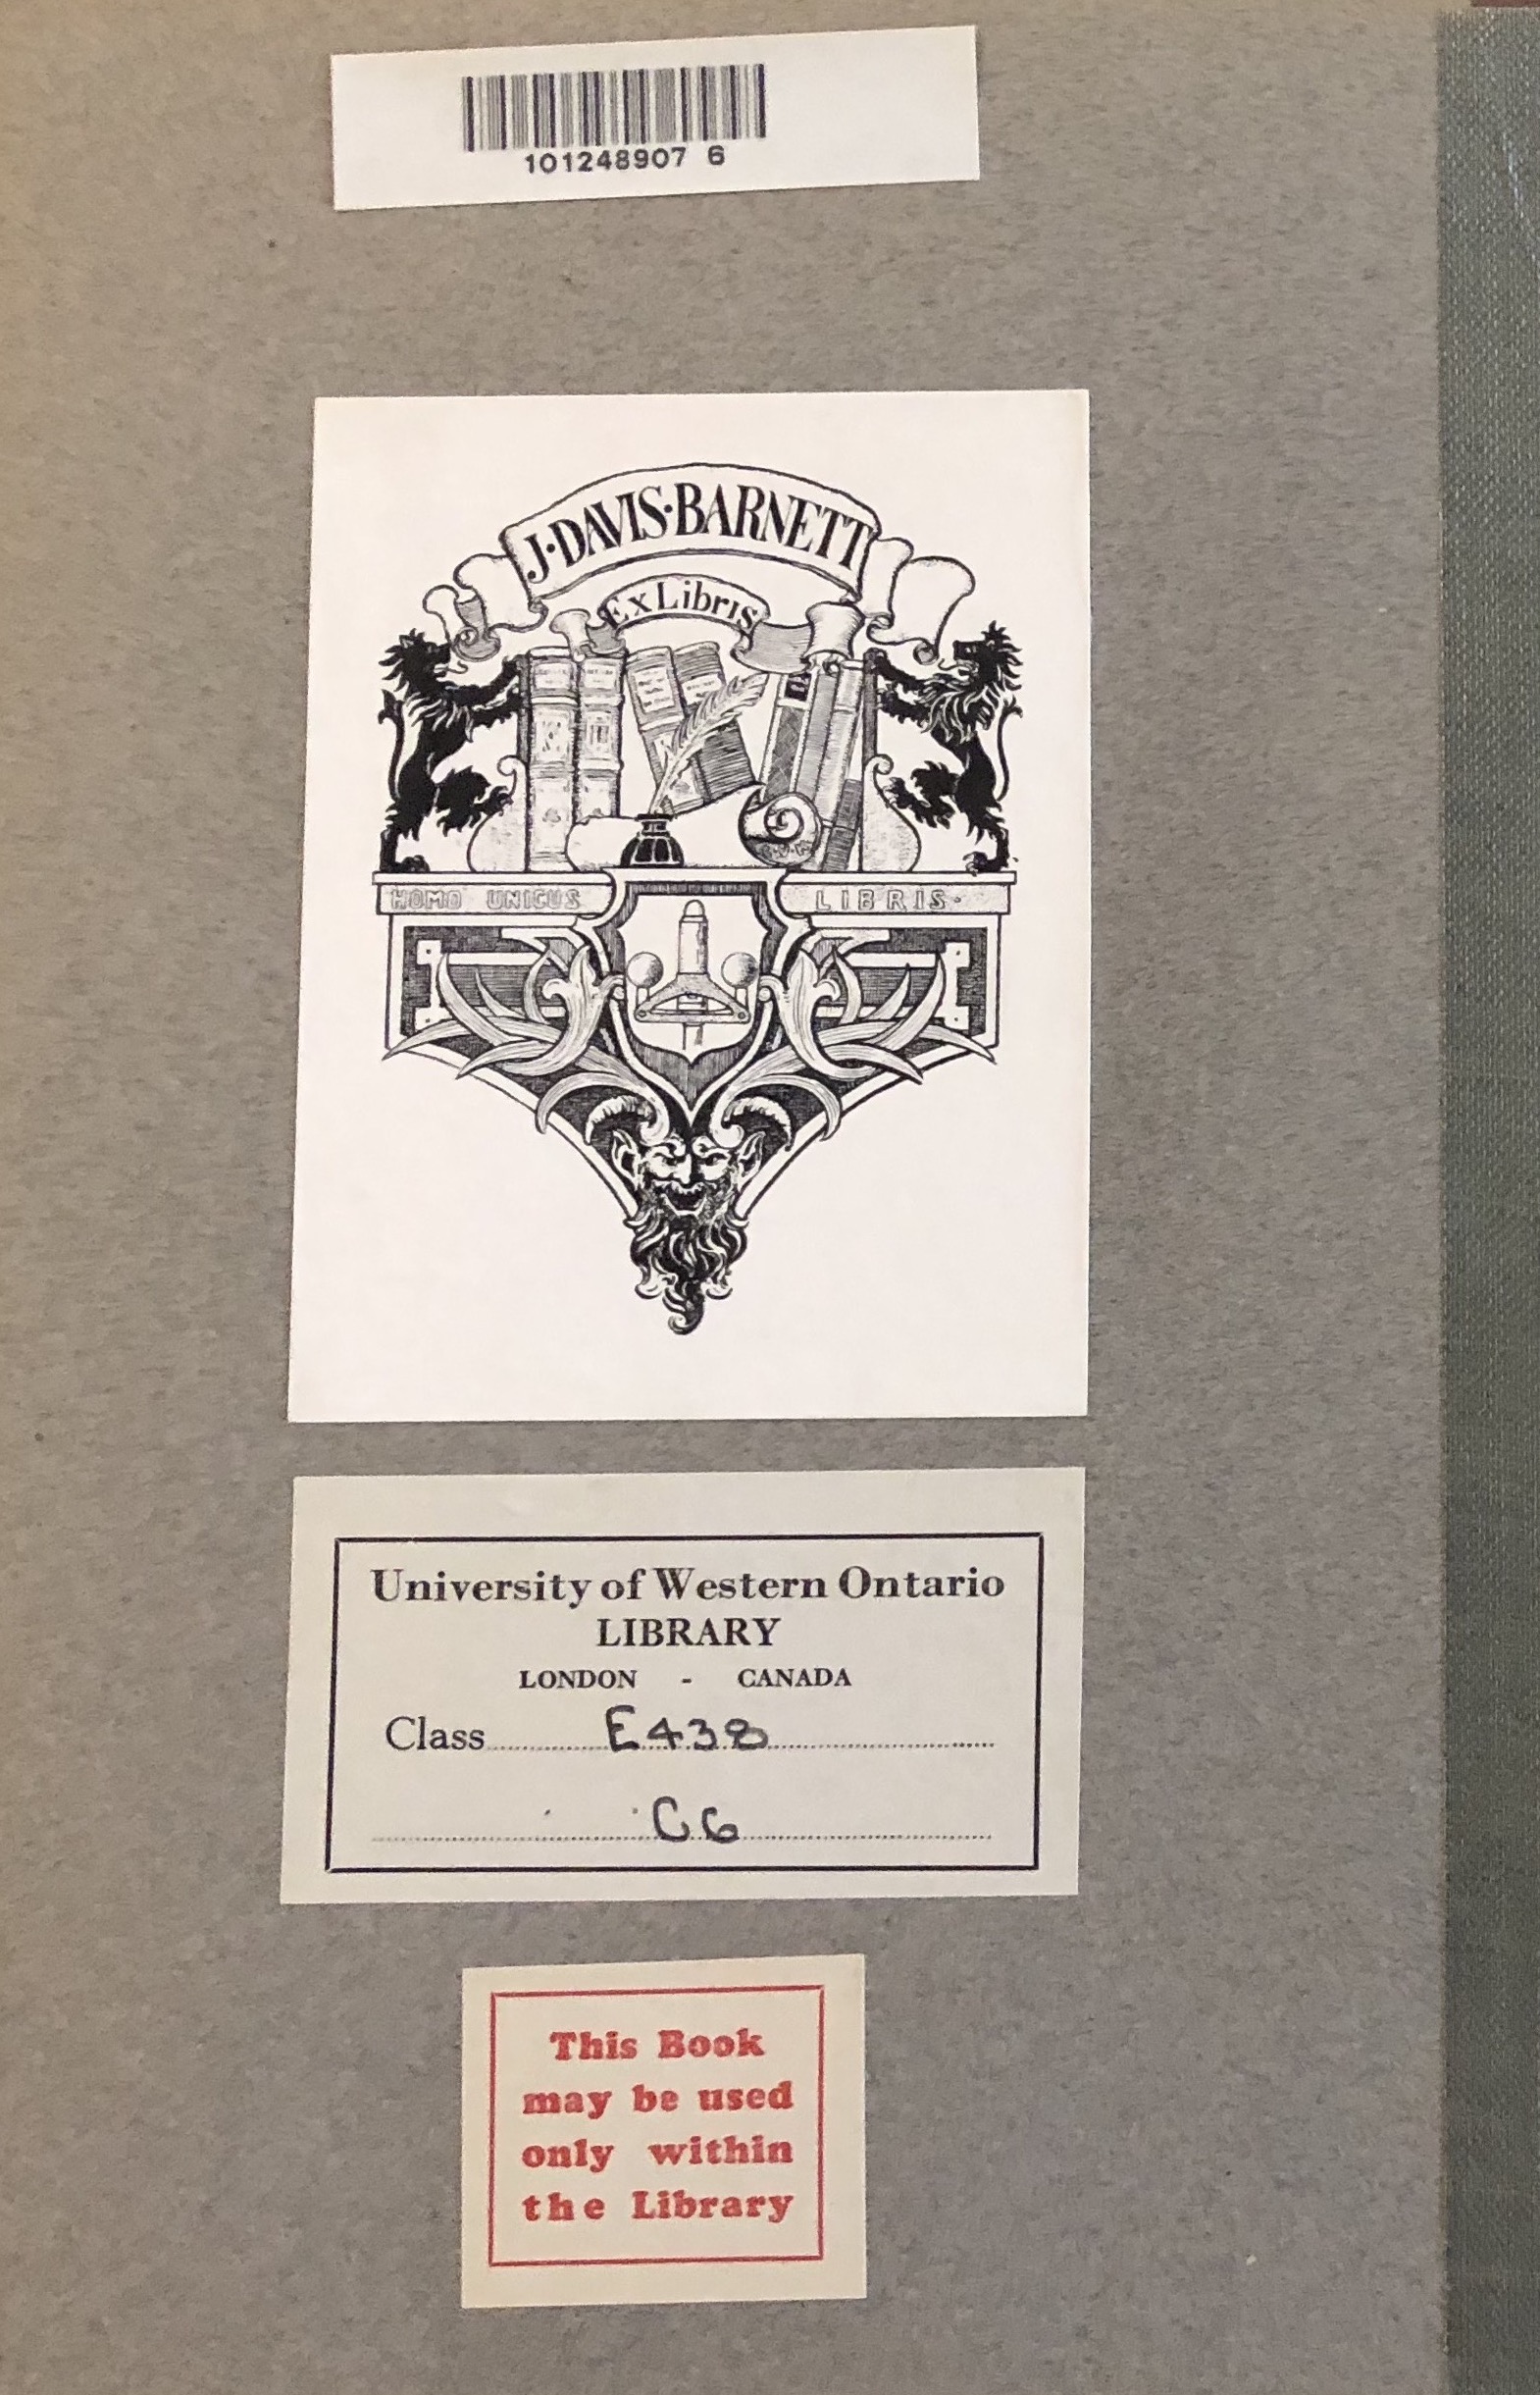 101248907 6
J·DAVIS·BARNETT
Ex Libris
HOMO UNICUS LIBRIS·
University of Western Ontario
LIBRARY
LONDON - CANADA
Class E438
C6
This Book
may be used
only within
the Library